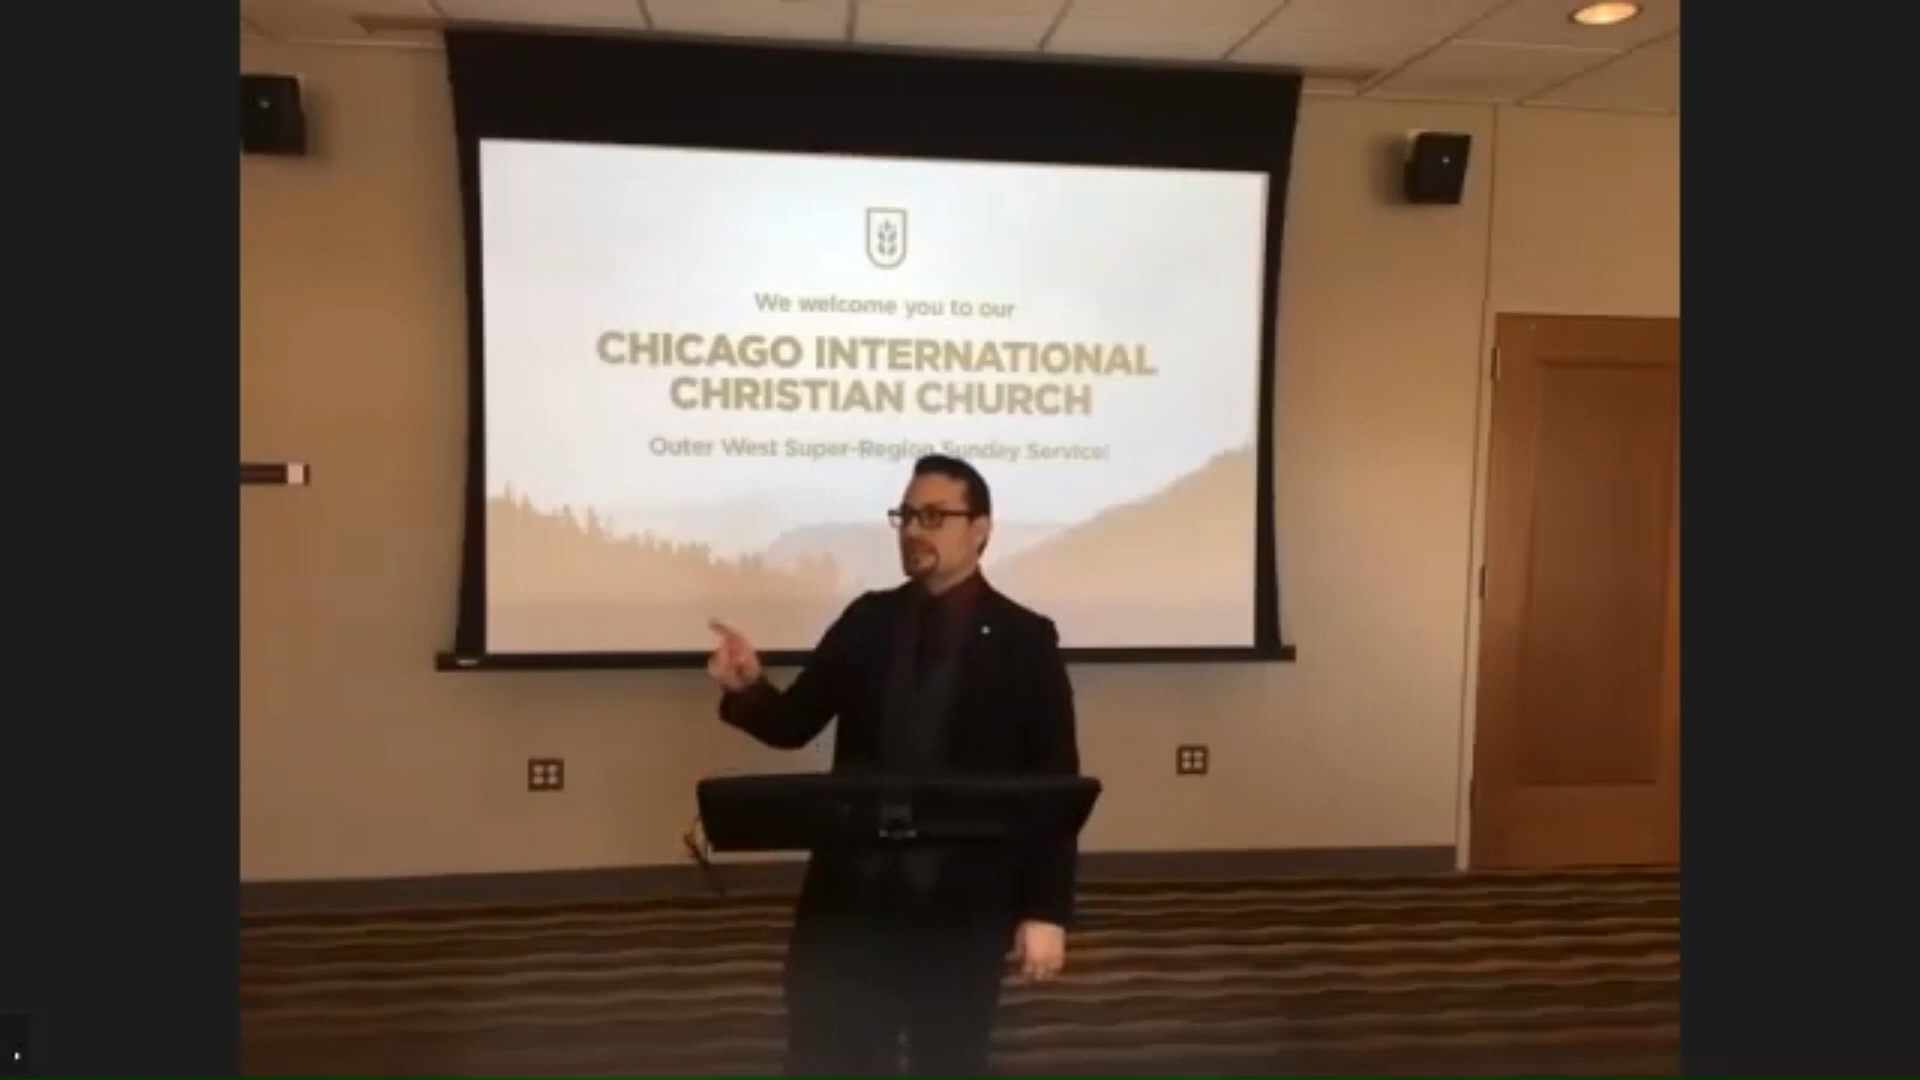 We welcome you to our
CHICAGO INTERNATIONAL
CHRISTIAN CHURCH
Outer West Super-Region Sunday Service!